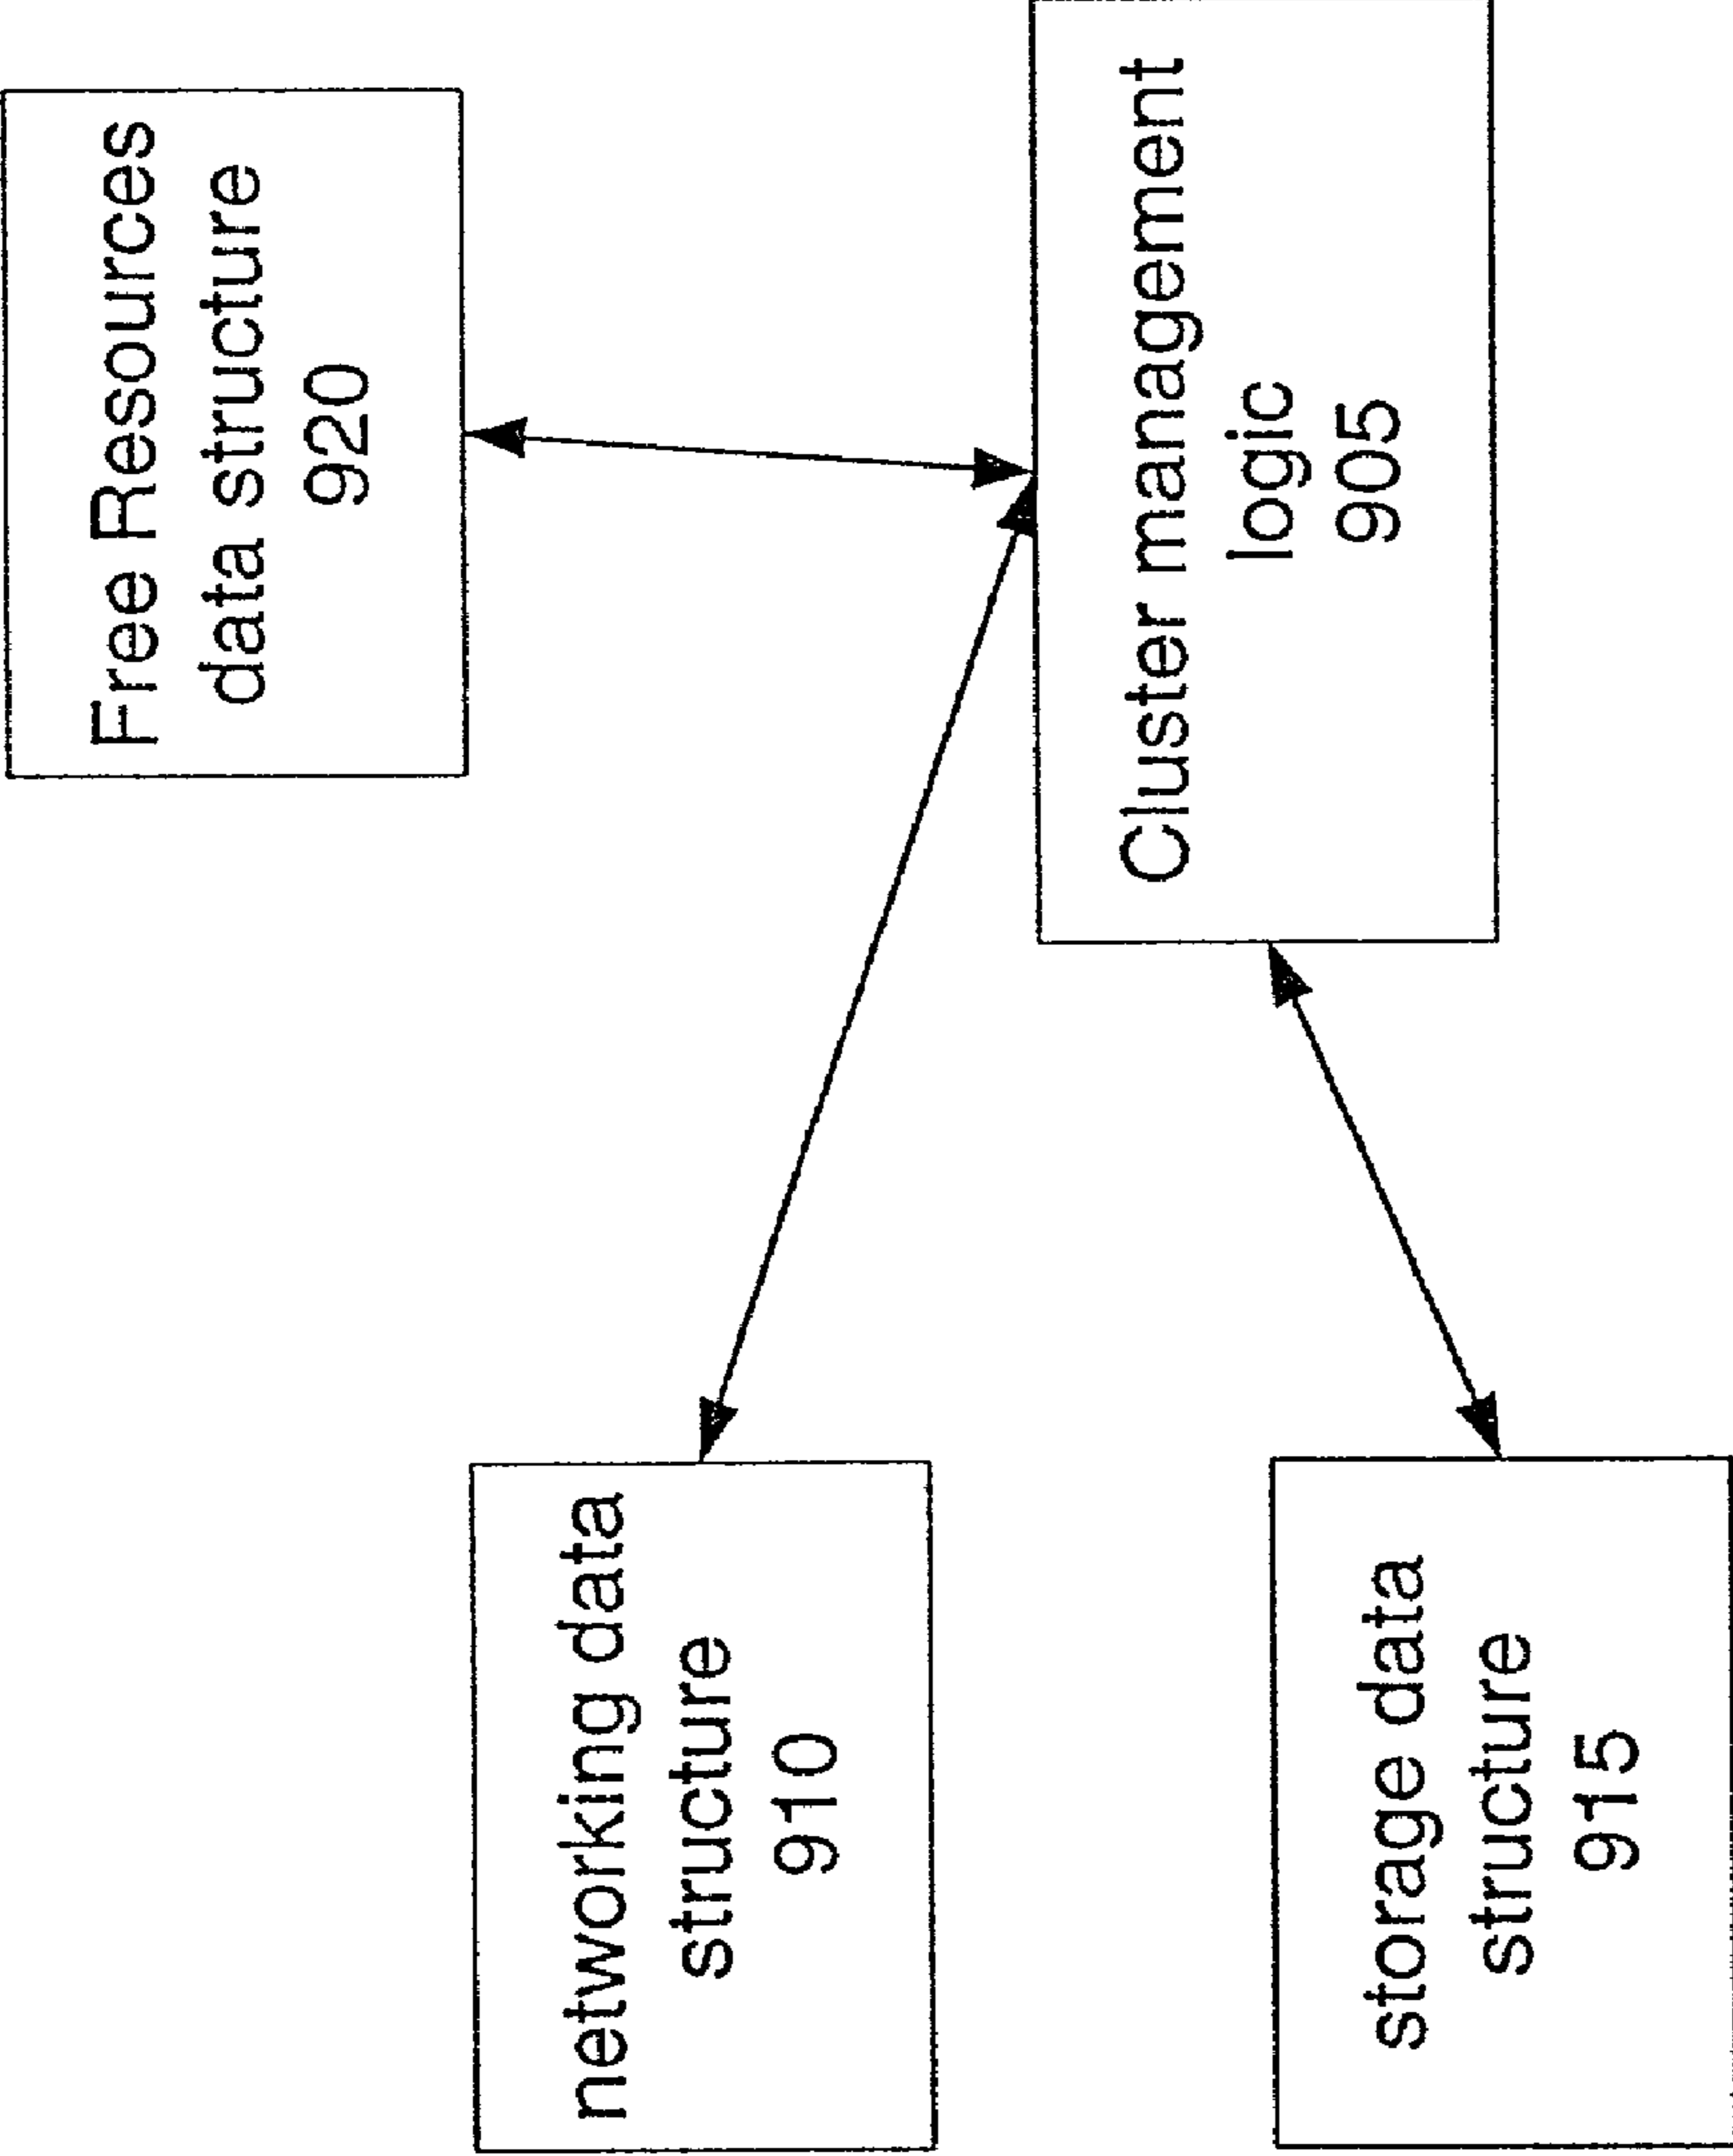 Free Resources
data structure
920
networking data
structure
910
Cluster management
logic
905
storage data
structure
915